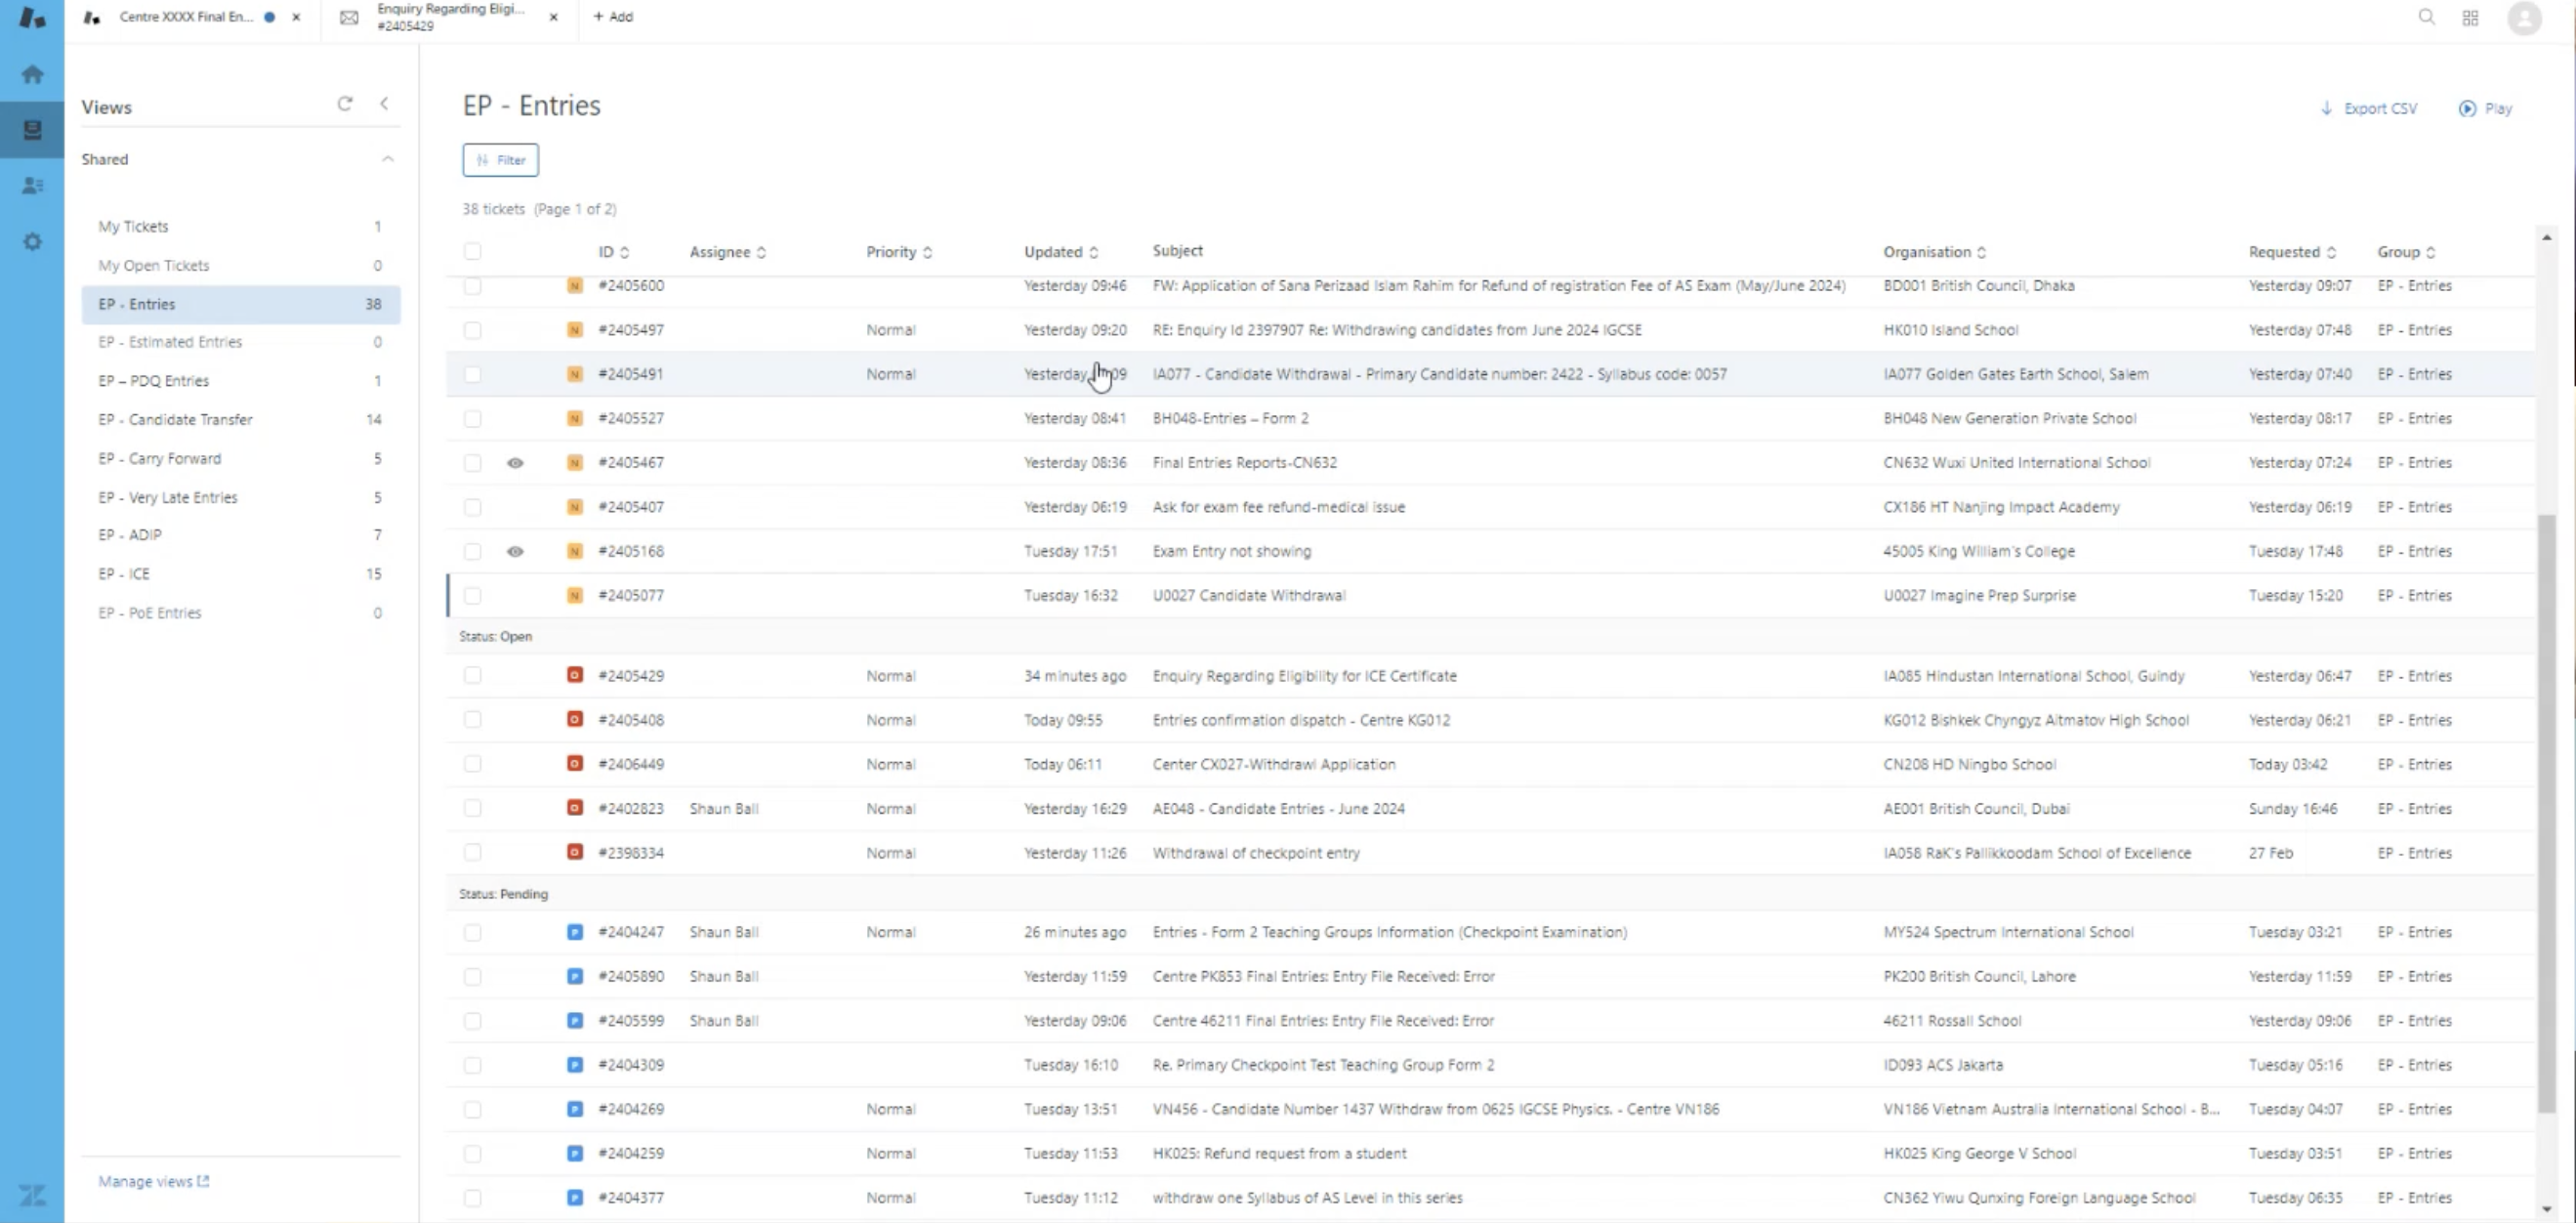 Centre XXXX Final En...
Enquiry Regarding Eligi...
#2405429
+ Add
Views
Shared
My Tickets 1
My Open Tickets 0
EP - Entries 38
EP - Estimated Entries 0
EP – PDQ Entries 1
EP - Candidate Transfer 14
EP - Carry Forward 5
EP - Very Late Entries 5
EP - ADIP 7
EP - ICE 15
EP - PoE Entries 0
Manage views
EP - Entries
Export CSV Play
Filter
38 tickets (Page 1 of 2)
ID Assignee Priority Updated Subject Organisation Requested Group
N #2405600 Yesterday 09:46 FW: Application of Sana Perizaad Islam Rahim for Refund of registration Fee of AS Exam (May/June 2024) BD001 British Council, Dhaka Yesterday 09:07 EP - Entries
N #2405497 Normal Yesterday 09:20 RE: Enquiry Id 2397907 Re: Withdrawing candidates from June 2024 IGCSE HK010 Island School Yesterday 07:48 EP - Entries
N #2405491 Normal Yesterday 09 IA077 - Candidate Withdrawal - Primary Candidate number: 2422 - Syllabus code: 0057 IA077 Golden Gates Earth School, Salem Yesterday 07:40 EP - Entries
N #2405527 Yesterday 08:41 BH048-Entries – Form 2 BH048 New Generation Private School Yesterday 08:17 EP - Entries
N #2405467 Yesterday 08:36 Final Entries Reports-CN632 CN632 Wuxi United International School Yesterday 07:24 EP - Entries
N #2405407 Yesterday 06:19 Ask for exam fee refund-medical issue CX186 HT Nanjing Impact Academy Yesterday 06:19 EP - Entries
N #2405168 Tuesday 17:51 Exam Entry not showing 45005 King William's College Tuesday 17:48 EP - Entries
N #2405077 Tuesday 16:32 U0027 Candidate Withdrawal U0027 Imagine Prep Surprise Tuesday 15:20 EP - Entries
Status: Open
O #2405429 Normal 34 minutes ago Enquiry Regarding Eligibility for ICE Certificate IA085 Hindustan International School, Guindy Yesterday 06:47 EP - Entries
O #2405408 Normal Today 09:55 Entries confirmation dispatch - Centre KG012 KG012 Bishkek Chyngyz Aitmatov High School Yesterday 06:21 EP - Entries
O #2406449 Normal Today 06:11 Center CX027-Withdrawl Application CN208 HD Ningbo School Today 03:42 EP - Entries
O #2402823 Shaun Ball Normal Yesterday 16:29 AE048 - Candidate Entries - June 2024 AE001 British Council, Dubai Sunday 16:46 EP - Entries
O #2398334 Normal Yesterday 11:26 Withdrawal of checkpoint entry IA058 RaK's Pallikkoodam School of Excellence 27 Feb EP - Entries
Status: Pending
P #2404247 Shaun Ball Normal 26 minutes ago Entries - Form 2 Teaching Groups Information (Checkpoint Examination) MY524 Spectrum International School Tuesday 03:21 EP - Entries
P #2405890 Shaun Ball Yesterday 11:59 Centre PK853 Final Entries: Entry File Received: Error PK200 British Council, Lahore Yesterday 11:59 EP - Entries
P #2405599 Shaun Ball Yesterday 09:06 Centre 46211 Final Entries: Entry File Received: Error 46211 Rossall School Yesterday 09:06 EP - Entries
P #2404309 Tuesday 16:10 Re. Primary Checkpoint Test Teaching Group Form 2 ID093 ACS Jakarta Tuesday 05:16 EP - Entries
P #2404269 Normal Tuesday 13:51 VN456 - Candidate Number 1437 Withdraw from 0625 IGCSE Physics. - Centre VN186 VN186 Vietnam Australia International School - B... Tuesday 04:07 EP - Entries
P #2404259 Normal Tuesday 11:53 HK025: Refund request from a student HK025 King George V School Tuesday 03:51 EP - Entries
P #2404377 Normal Tuesday 11:12 withdraw one Syllabus of AS Level in this series CN362 Yiwu Qunxing Foreign Language School Tuesday 06:35 EP - Entries